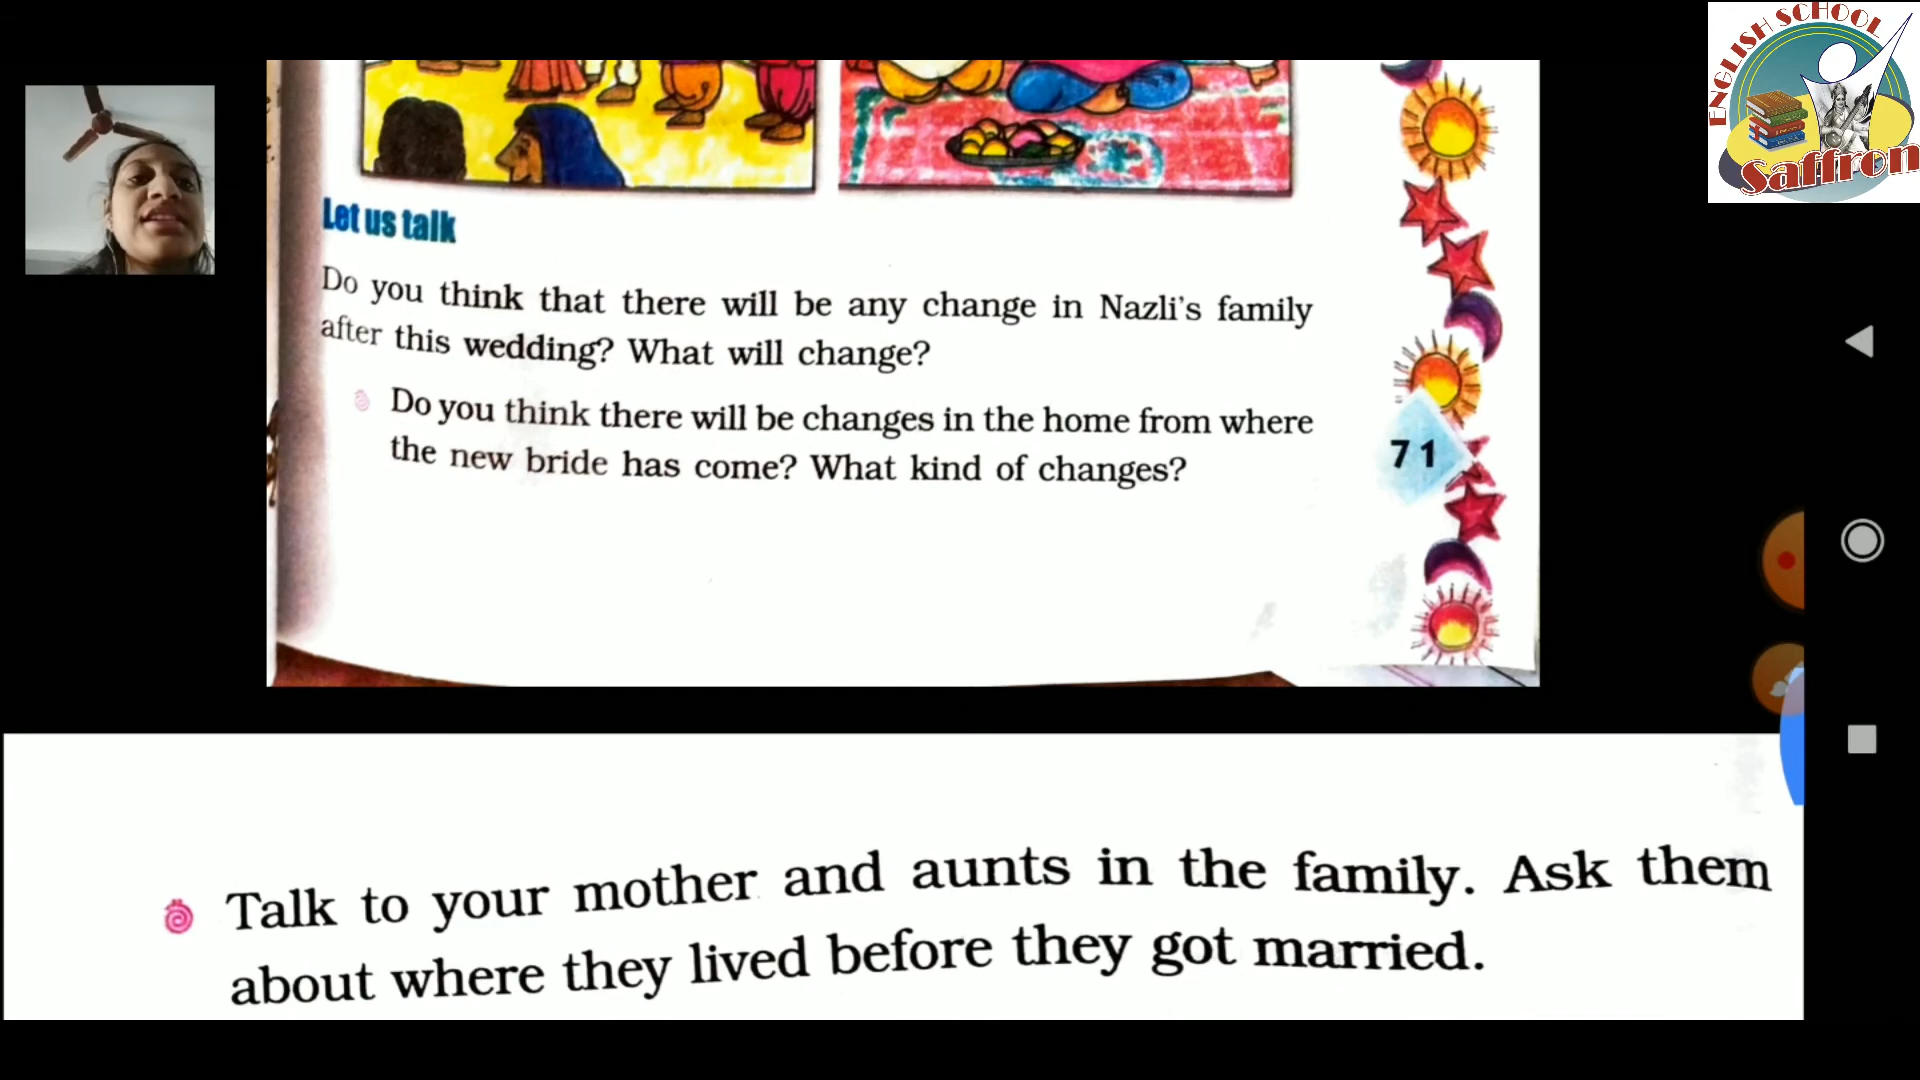 ENGLISH SCHOOL
Saffron
Let us talk
Do you think that there will be any change in Nazli's family
after this wedding? What will change?
Do you think there will be changes in the home from where
the new bride has come? What kind of changes?
71
Talk to your mother and aunts in the family. Ask them
about where they lived before they got married.